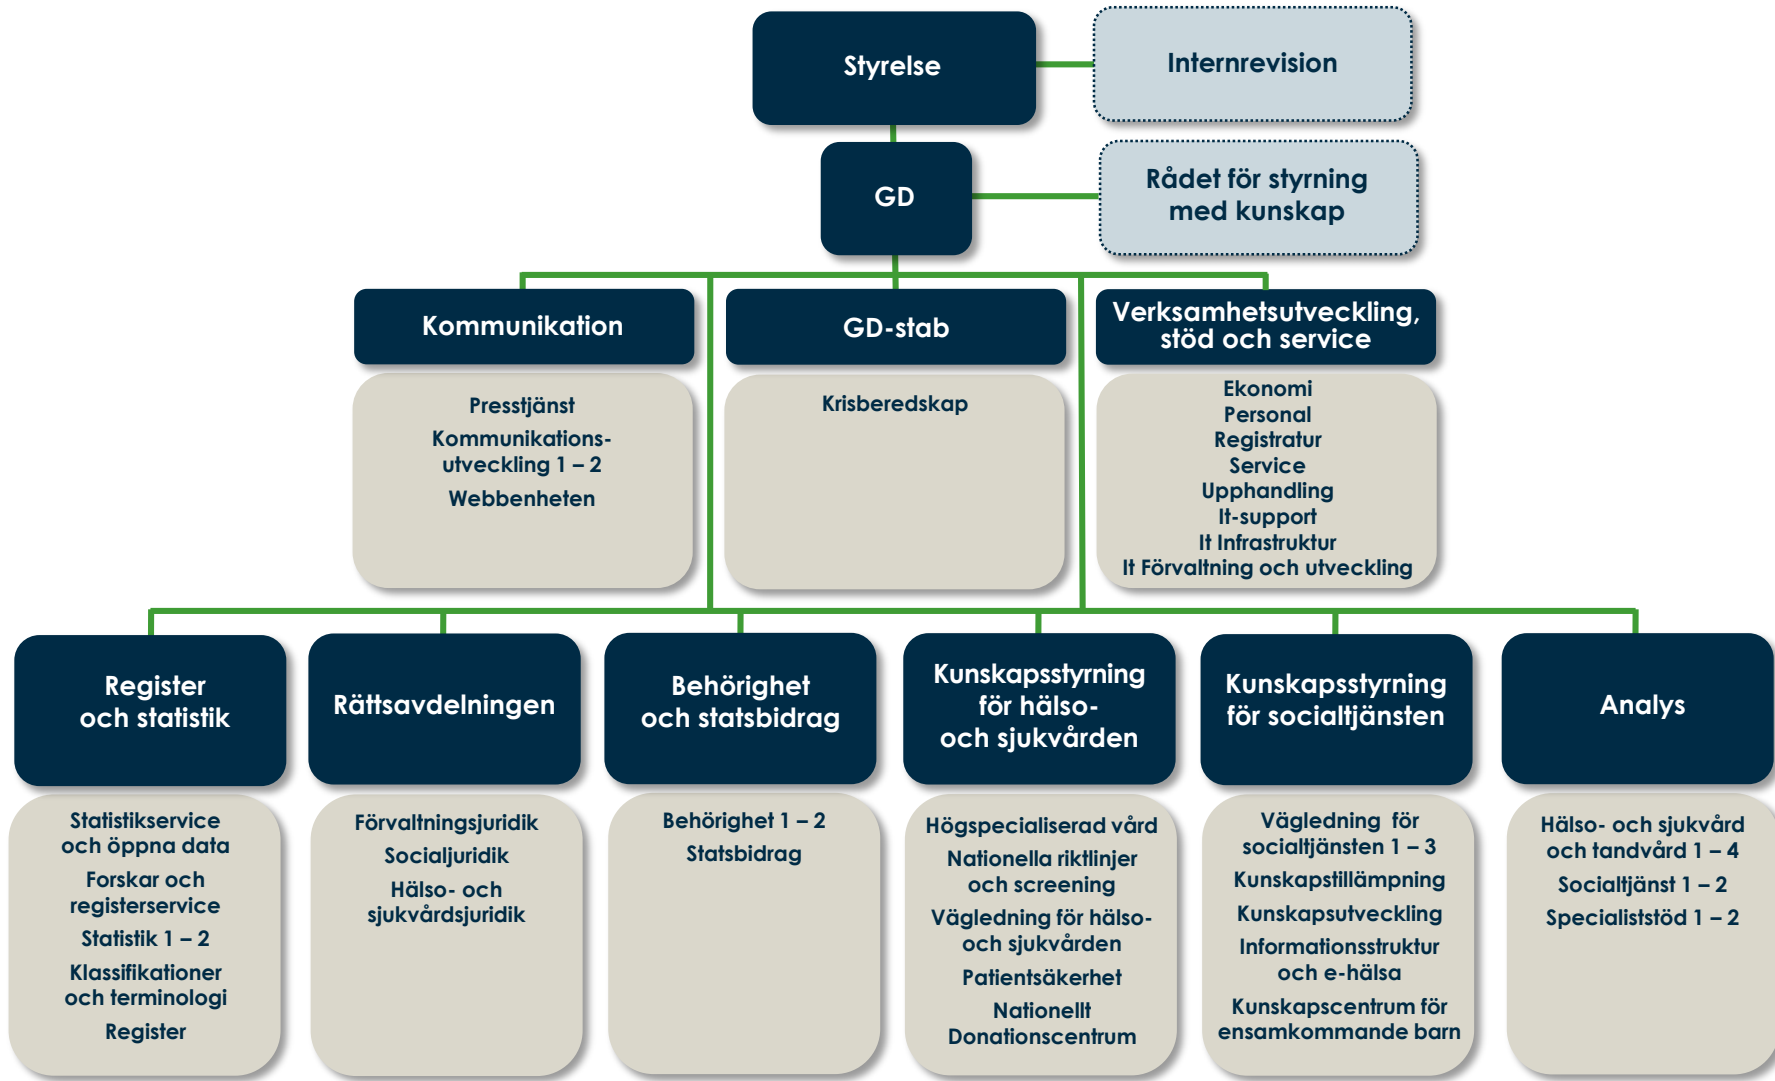 Styrelse
Internrevision
GD
Rådet för styrning
med kunskap
Kommunikation
GD-stab
Verksamhetsutveckling,
stöd och service
Presstjänst
Kommunikations-
utveckling 1 – 2
Webbenheten
Krisberedskap
Ekonomi
Personal
Registratur
Service
Upphandling
It-support
It Infrastruktur
It Förvaltning och utveckling
Register
och statistik
Rättsavdelningen
Behörighet
och statsbidrag
Kunskapsstyrning
för hälso-
och sjukvården
Kunskapsstyrning
för socialtjänsten
Analys
Statistikservice
och öppna data
Forskar och
registerservice
Statistik 1 – 2
Klassifikationer
och terminologi
Register
Förvaltningsjuridik
Socialjuridik
Hälso- och
sjukvårdsjuridik
Behörighet 1 – 2
Statsbidrag
Högspecialiserad vård
Nationella riktlinjer
och screening
Vägledning för hälso-
och sjukvården
Patientsäkerhet
Nationellt
Donationscentrum
Vägledning för
socialtjänsten 1 – 3
Kunskapstillämpning
Kunskapsutveckling
Informationsstruktur
och e-hälsa
Kunskapscentrum för
ensamkommande barn
Hälso- och sjukvård
och tandvård 1 – 4
Socialtjänst 1 – 2
Specialiststöd 1 – 2